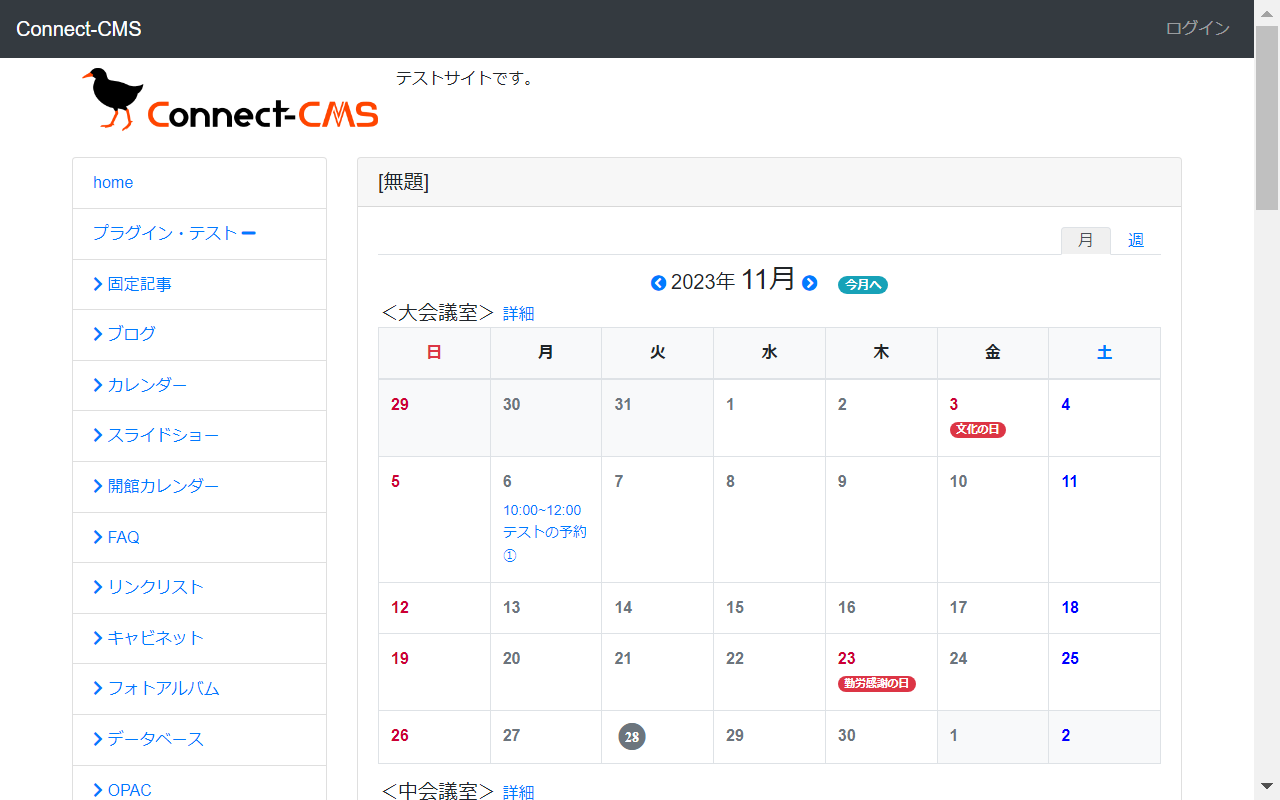 Connect-CMS
ログイン
Connect-CMS
テストサイトです。
home
プラグイン・テスト
固定記事
ブログ
カレンダー
スライドショー
開館カレンダー
FAQ
リンクリスト
キャビネット
フォトアルバム
データベース
OPAC
[無題]
月 週
2023年 11月 今月へ
＜大会議室＞ 詳細
日 月 火 水 木 金 土
29 30 31 1 2 3 4
文化の日
5 6 7 8 9 10 11
10:00~12:00
テストの予約
①
12 13 14 15 16 17 18
19 20 21 22 23 24 25
勤労感謝の日
26 27 28 29 30 1 2
＜中会議室＞ 詳細